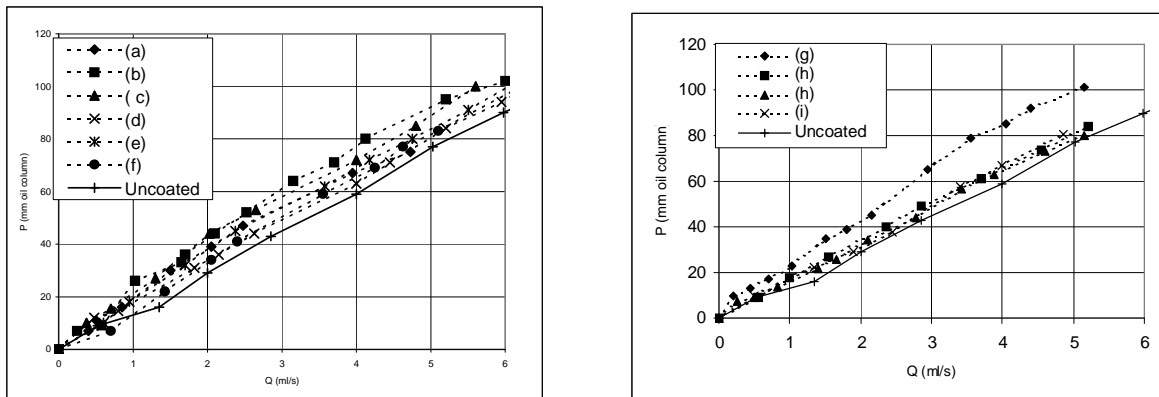 120
100
80
60
40
20
0
P (mm oil column)
(a)
(b)
( c)
(d)
(e)
(f)
Uncoated
0 1 2 3 4 5 6
Q (ml/s)
120
100
80
60
40
20
0
P (mm oil column)
(g)
(h)
(h)
(i)
Uncoated
0 1 2 3 4 5 6
Q (ml/s)